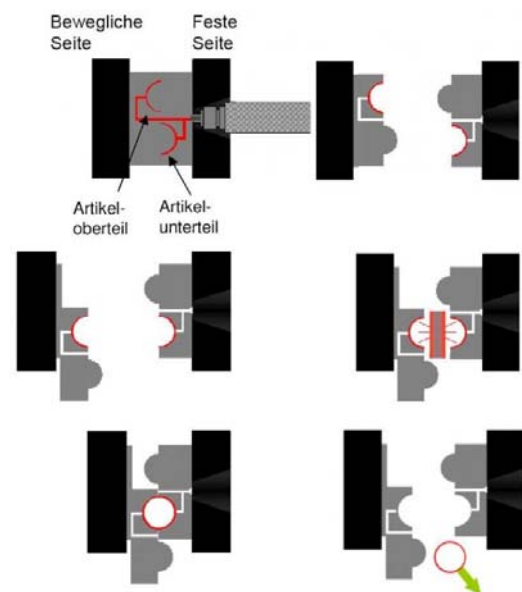 Bewegliche
Seite
Feste
Seite
Artikel-
oberteil
Artikel-
unterteil